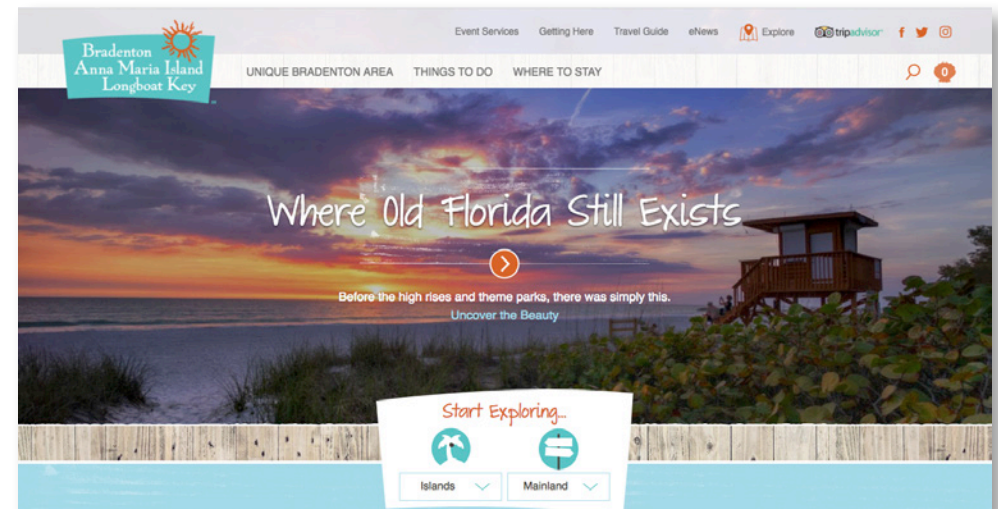 Event Services Getting Here Travel Guide eNews Explore tripadvisor
Bradenton
Anna Maria Island
Longboat Key
UNIQUE BRADENTON AREA THINGS TO DO WHERE TO STAY
0
Where Old Florida Still Exists
Before the high rises and theme parks, there was simply this.
Uncover the Beauty
Start Exploring...
Islands Mainland